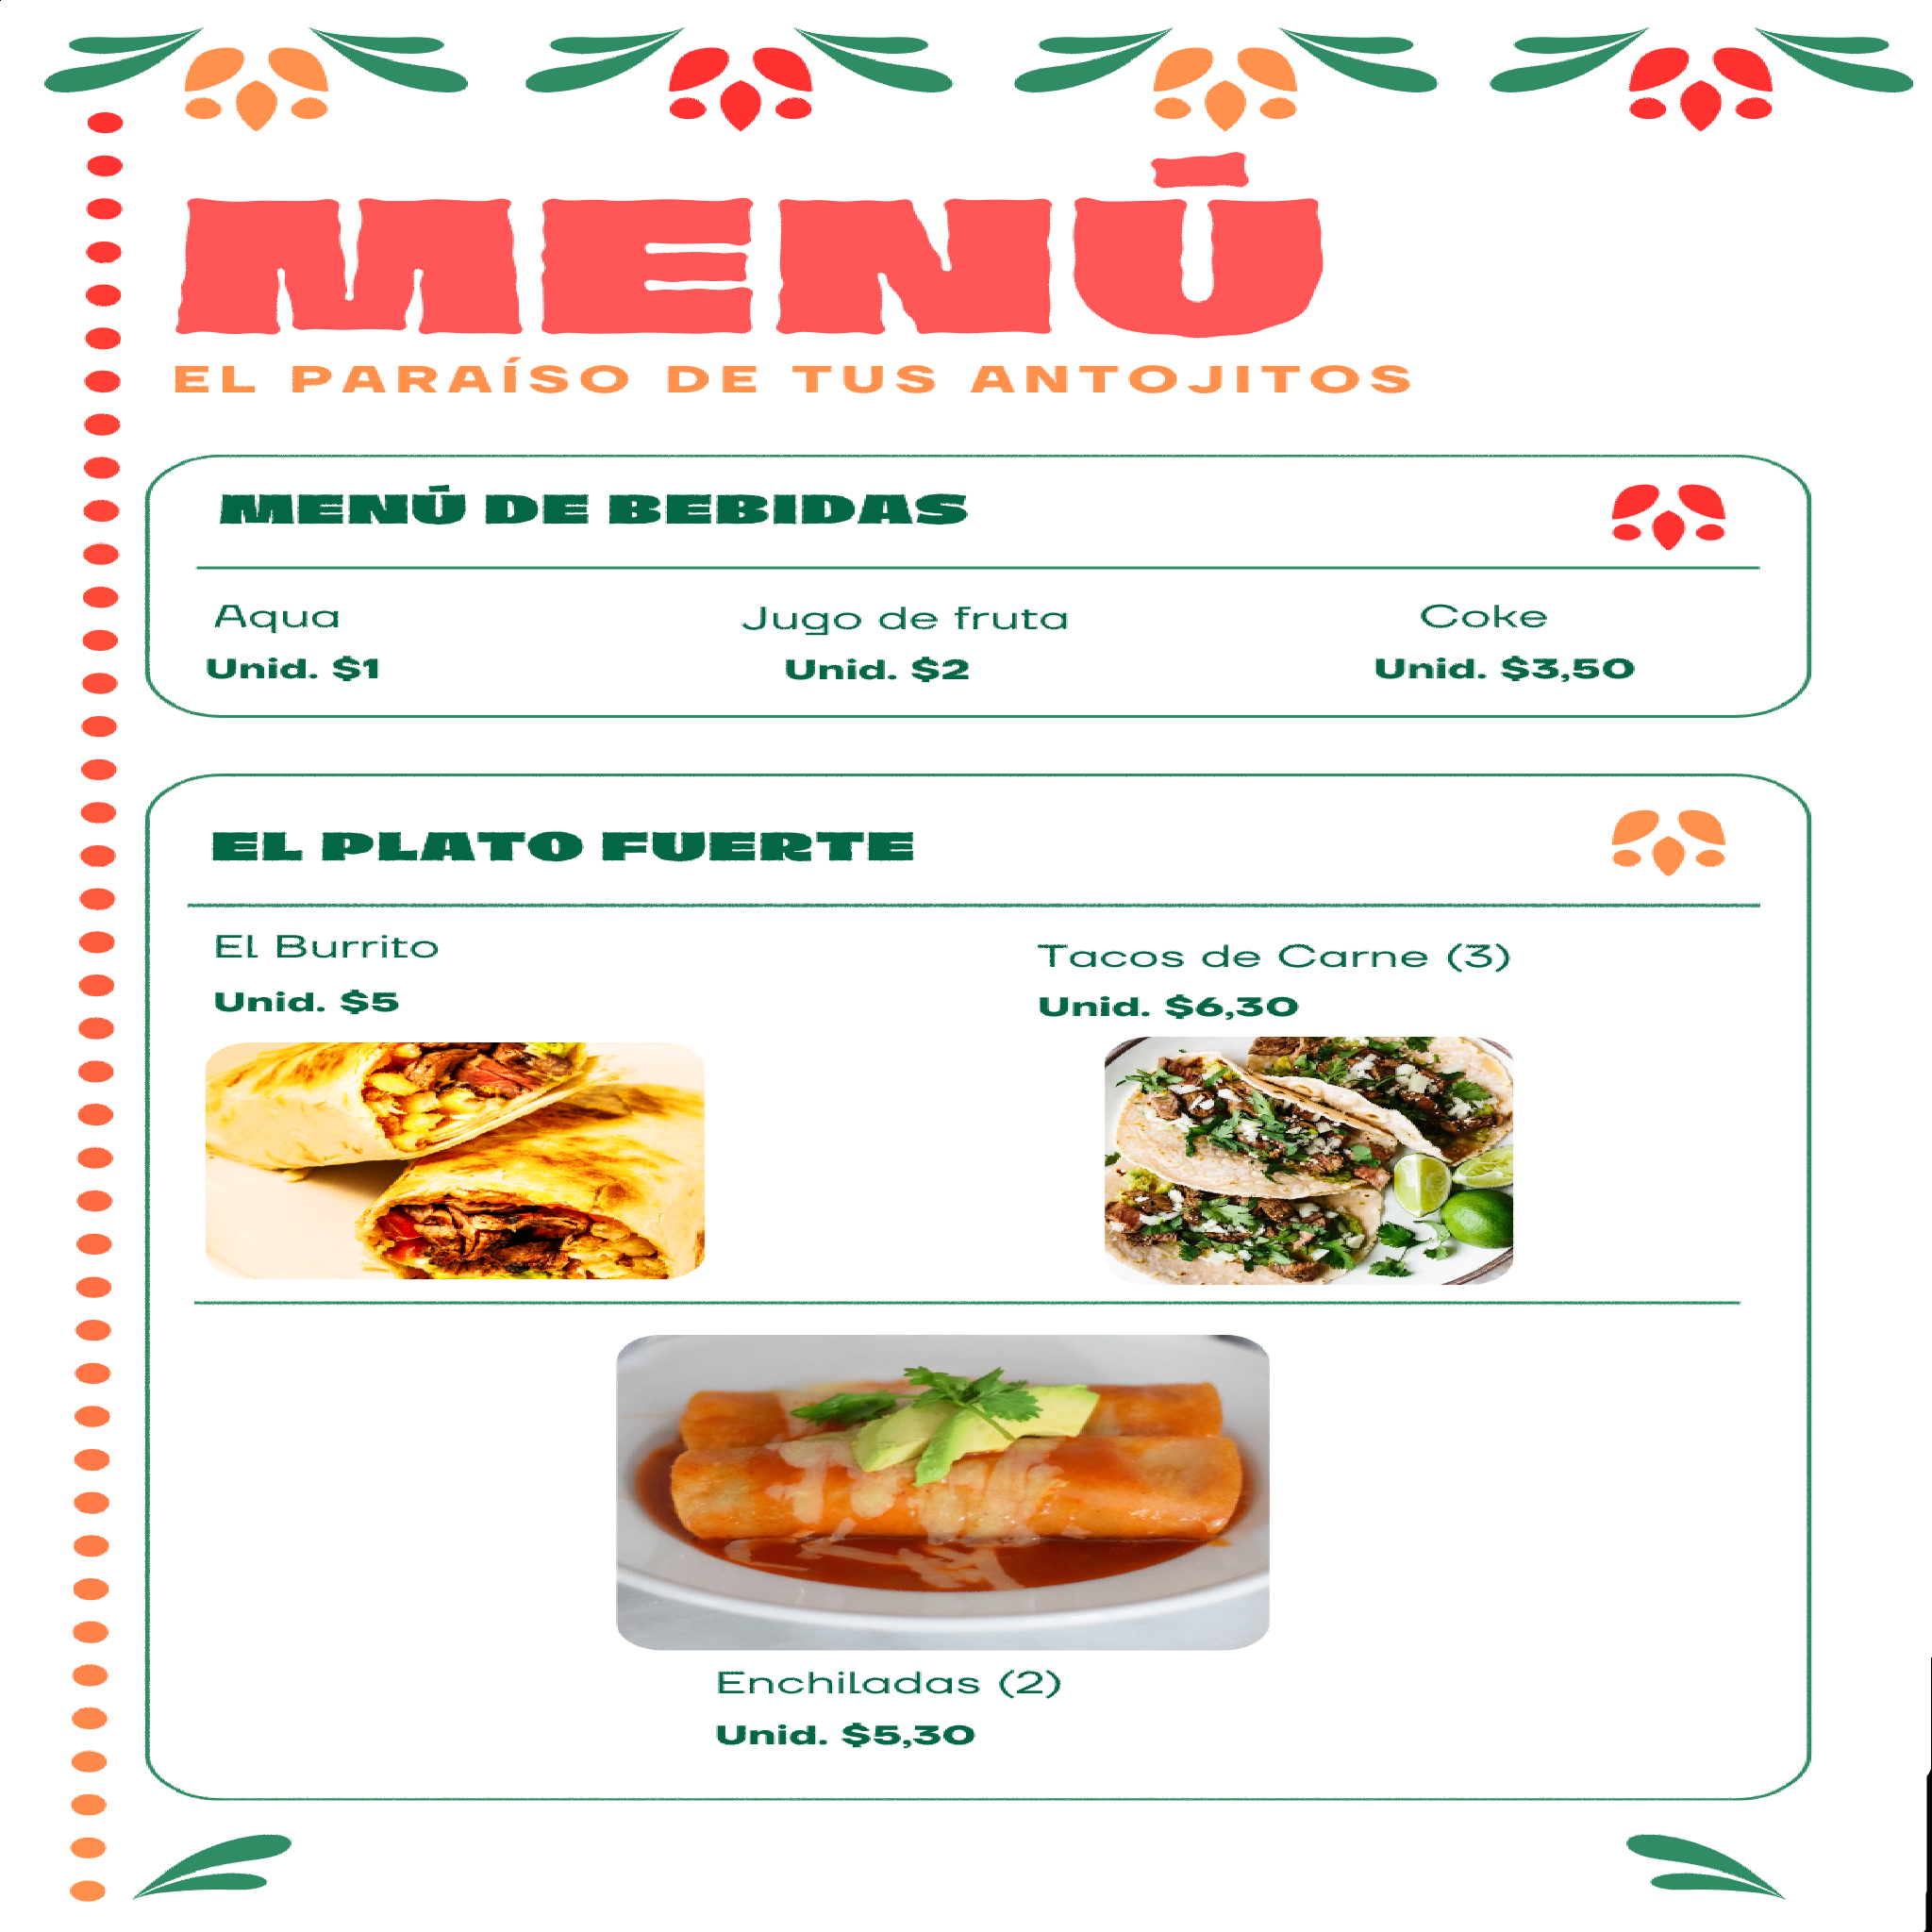 MENÚ
EL PARAÍSO DE TUS ANTOJITOS
MENÚ DE BEBIDAS
Aqua
Unid. $1
Jugo de fruta
Unid. $2
Coke
Unid. $3,50
EL PLATO FUERTE
El Burrito
Unid. $5
Tacos de Carne (3)
Unid. $6,30
Enchiladas (2)
Unid. $5,30